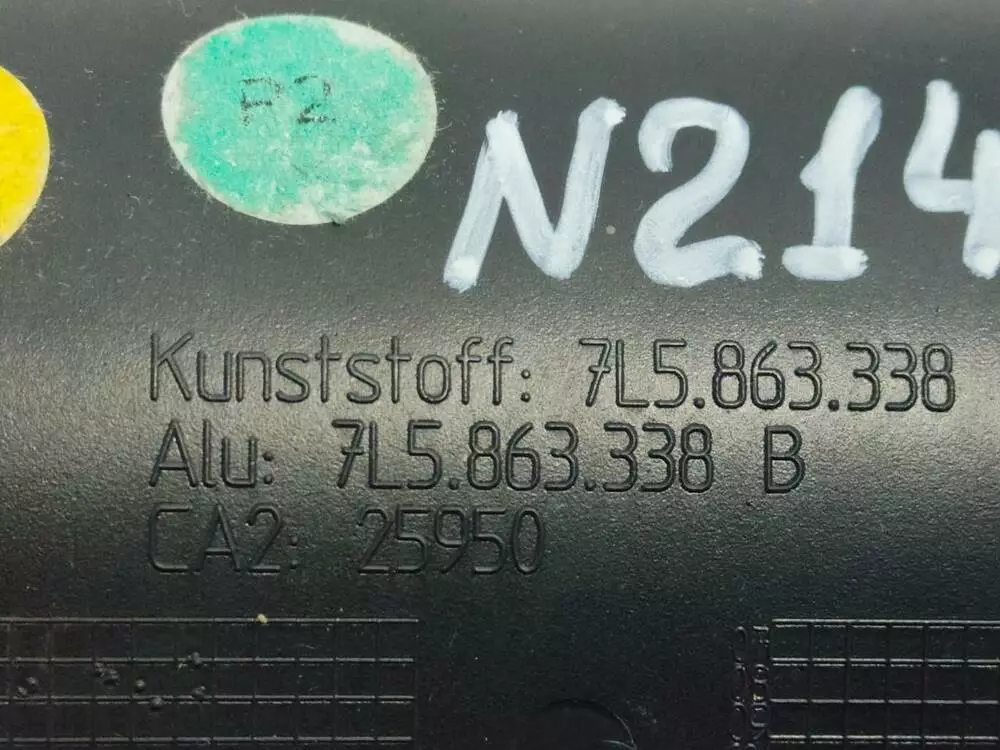 P2
N214
Kunststoff: 7L5.863.338
Alu: 7L5.863.338 B
CA2: 25950